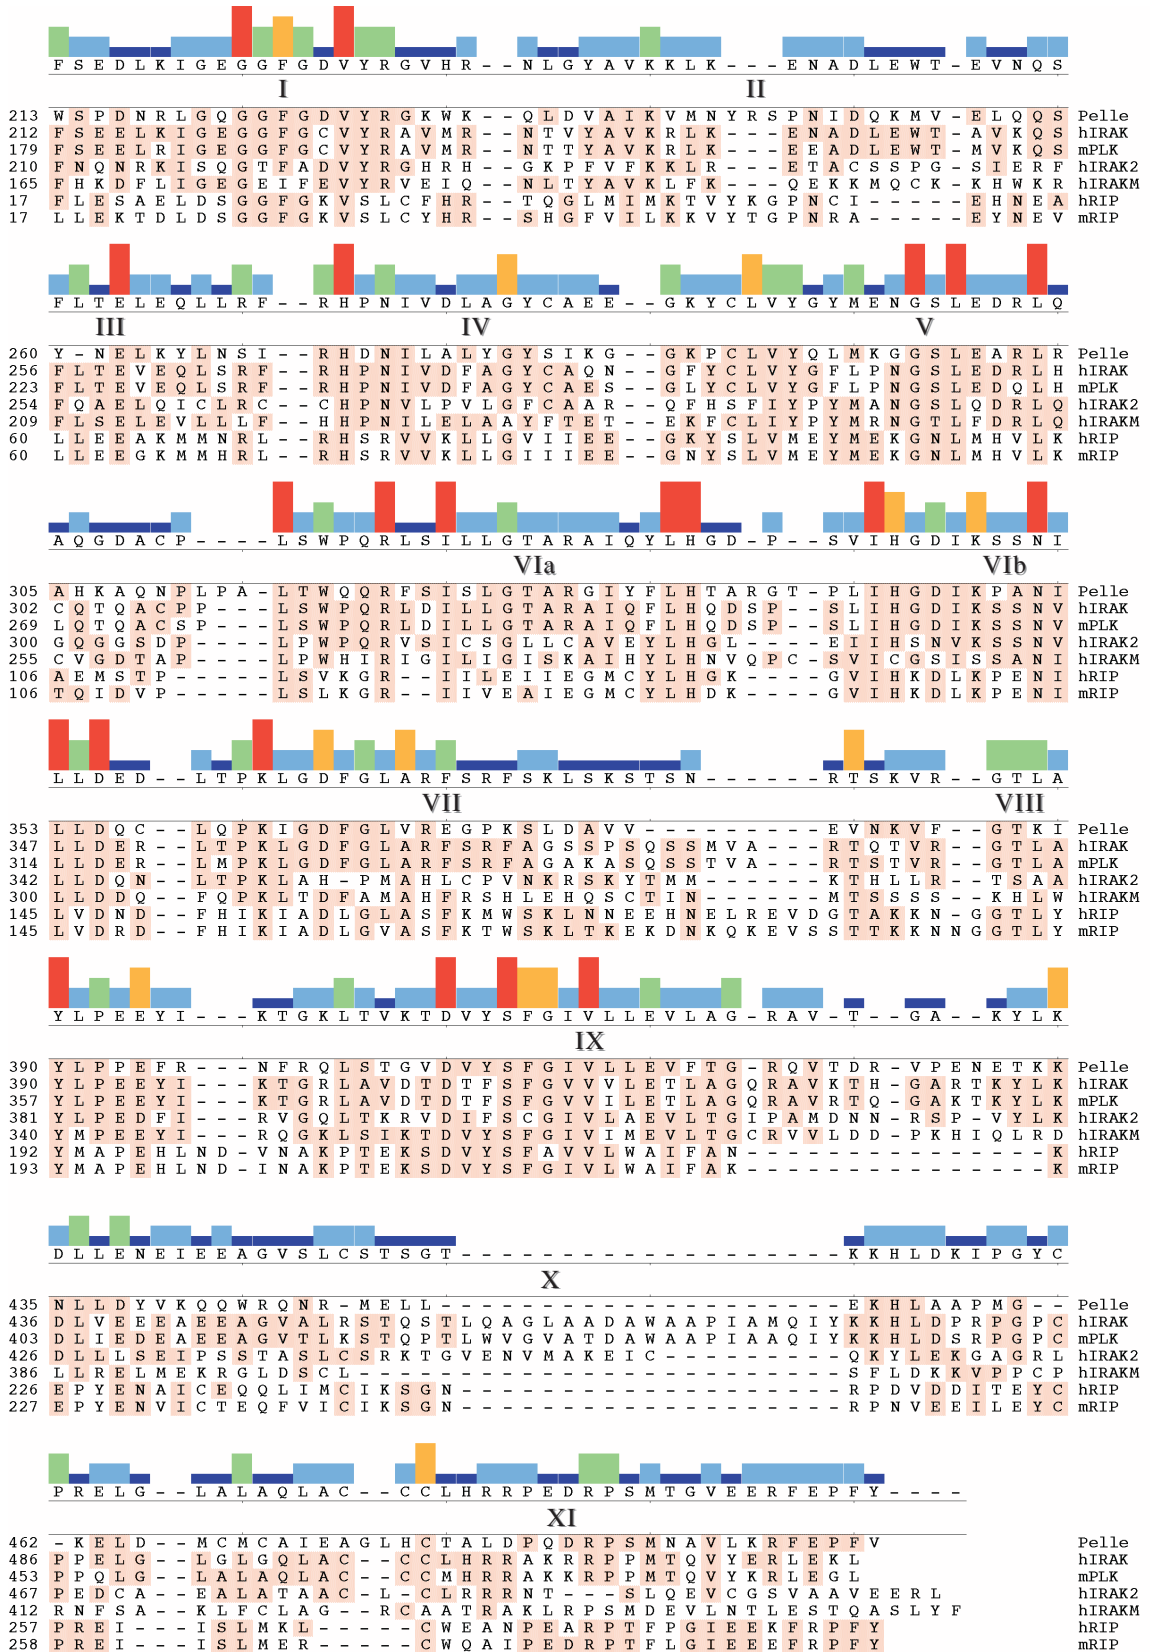 F S E D L K I G E G G F G D V Y R G V H R - - N L G Y A V K K L K - - - E N A D L E W T - E V N Q S
I II
213 W S P D N R L G Q G G F G D V Y R G K W K - - Q L D V A I K V M N Y R S P N I D Q K M V - E L Q Q S Pelle
212 F S E E L K I G E G G F G C V Y R A V M R - - N T V Y A V K R L K - - - E N A D L E W T - A V K Q S hIRAK
179 F S E E L R I G E G G F G C V Y R A V M R - - N T T Y A V K R L K - - - E E A D L E W T - M V K Q S mPLK
210 F N Q N R K I S Q G T F A D V Y R G H R H - - G K P F V F K K L R - - - E T A C S S P G - S I E R F hIRAK2
165 F H K D F L I G E G E I F E V Y R V E I Q - - N L T Y A V K L F K - - - Q E K K M Q C K - K H W K R hIRAKM
17 F L E S A E L D S G G F G K V S L C F H R - - T Q G L M I M K T V Y K G P N C I - - - - - E H N E A hRIP
17 L L E K T D L D S G G F G K V S L C Y H R - - S H G F V I L K K V Y T G P N R A - - - - - E Y N E V mRIP
F L T E L E Q L L R F - - R H P N I V D L A G Y C A E E - - G K Y C L V Y G Y M E N G S L E D R L Q
III IV V
260 Y - N E L K Y L N S I - - R H D N I L A L Y G Y S I K G - - G K P C L V Y Q L M K G G S L E A R L R Pelle
256 F L T E V E Q L S R F - - R H P N I V D F A G Y C A Q N - - G F Y C L V Y G F L P N G S L E D R L H hIRAK
223 F L T E V E Q L S R F - - R H P N I V D F A G Y C A E S - - G L Y C L V Y G F L P N G S L E D Q L H mPLK
254 F Q A E L Q I C L R C - - C H P N V L P V L G F C A A R - - Q F H S F I Y P Y M A N G S L Q D R L Q hIRAK2
209 F L S E L E V L L L F - - H H P N I L E L A A Y F T E T - - E K F C L I Y P Y M R N G T L F D R L Q hIRAKM
60 L L E E A K M M N R L - - R H S R V V K L L G V I I E E - - G K Y S L V M E Y M E K G N L M H V L K hRIP
60 L L E E G K M M H R L - - R H S R V V K L L G I I I E E - - G N Y S L V M E Y M E K G N L M H V L K mRIP
A Q G D A C P - - - - L S W P Q R L S I L L G T A R A I Q Y L H G D - P - - S V I H G D I K S S N I
VIa VIb
305 A H K A Q N P L P A - L T W Q Q R F S I S L G T A R G I Y F L H T A R G T - P L I H G D I K P A N I Pelle
302 C Q T Q A C P P - - - L S W P Q R L D I L L G T A R A I Q F L H Q D S P - - S L I H G D I K S S N V hIRAK
269 L Q T Q A C S P - - - L S W P Q R L D I L L G T A R A I Q F L H Q D S P - - S L I H G D I K S S N V mPLK
300 G Q G G S D P - - - - L P W P Q R V S I C S G L L C A V E Y L H G L - - - - E I I H S N V K S S N V hIRAK2
255 C V G D T A P - - - - L P W H I R I G I L I G I S K A I H Y L H N V Q P C - S V I C G S I S S A N I hIRAKM
106 A E M S T P - - - - - L S V K G R - - I I L E I I E G M C Y L H G K - - - - G V I H K D L K P E N I hRIP
106 T Q I D V P - - - - - L S L K G R - - I I V E A I E G M C Y L H D K - - - - G V I H K D L K P E N I mRIP
L L D E D - - L T P K L G D F G L A R F S R F S K L S K S T S N - - - - - - R T S K V R - - G T L A
VII VIII
353 L L D Q C - - L Q P K I G D F G L V R E G P K S L D A V V - - - - - - - - - E V N K V F - - G T K I Pelle
347 L L D E R - - L T P K L G D F G L A R F S R F A G S S P S Q S S M V A - - - R T Q T V R - - G T L A hIRAK
314 L L D E R - - L M P K L G D F G L A R F S R F A G A K A S Q S S T V A - - - R T S T V R - - G T L A mPLK
342 L L D Q N - - L T P K L A H - P M A H L C P V N K R S K Y T M M - - - - - - K T H L L R - - T S A A hIRAK2
300 L L D D Q - - F Q P K L T D F A M A H F R S H L E H Q S C T I N - - - - - - M T S S S S - - K H L W hIRAKM
145 L V D N D - - F H I K I A D L G L A S F K M W S K L N N E E H N E L R E V D G T A K K N - G G T L Y hRIP
145 L V D R D - - F H I K I A D L G V A S F K T W S K L T K E K D N K Q K E V S S T T K K N N G G T L Y mRIP
Y L P E E Y I - - - K T G K L T V K T D V Y S F G I V L L E V L A G - R A V - T - - G A - - K Y L K
IX
390 Y L P P E F R - - - N F R Q L S T G V D V Y S F G I V L L E V F T G - R Q V T D R - V P E N E T K K Pelle
390 Y L P E E Y I - - - K T G R L A V D T D T F S F G V V V L E T L A G Q R A V K T H - G A R T K Y L K hIRAK
357 Y L P E E Y I - - - K T G R L A V D T D T F S F G V V I L E T L A G Q R A V R T Q - G A K T K Y L K mPLK
381 Y L P E D F I - - - R V G Q L T K R V D I F S C G I V L A E V L T G I P A M D N N - R S P - V Y L K hIRAK2
340 Y M P E E Y I - - - R Q G K L S I K T D V Y S F G I V I M E V L T G C R V V L D D - P K H I Q L R D hIRAKM
192 Y M A P E H L N D - V N A K P T E K S D V Y S F A V V L W A I F A N - - - - - - - - - - - - - - - K hRIP
193 Y M A P E H L N D - I N A K P T E K S D V Y S F G I V L W A I F A K - - - - - - - - - - - - - - - K mRIP
D L L E N E I E E A G V S L C S T S G T - - - - - - - - - - - - - - - - - - - K K H L D K I P G Y C
X
435 N L L D Y V K Q Q W R Q N R - M E L L - - - - - - - - - - - - - - - - - - - - E K H L A A P M G - - Pelle
436 D L V E E E A E E A G V A L R S T Q S T L Q A G L A A D A W A A P I A M Q I Y K K H L D P R P G P C hIRAK
403 D L I E D E A E E A G V T L K S T Q P T L W V G V A T D A W A A P I A A Q I Y K K H L D S R P G P C mPLK
426 D L L L S E I P S S T A S L C S R K T G V E N V M A K E I C - - - - - - - - - Q K Y L E K G A G R L hIRAK2
386 L L R E L M E K R G L D S C L - - - - - - - - - - - - - - - - - - - - - - - - S F L D K K V P P C P hIRAKM
226 E P Y E N A I C E Q Q L I M C I K S G N - - - - - - - - - - - - - - - - - - - R P D V D D I T E Y C hRIP
227 E P Y E N V I C T E Q F V I C I K S G N - - - - - - - - - - - - - - - - - - - R P N V E E I L E Y C mRIP
P R E L G - - L A L A Q L A C - - C C L H R R P E D R P S M T G V E E R F E P F Y - - - -
XI
462 - K E L D - - M C M C A I E A G L H C T A L D P Q D R P S M N A V L K R F E P F V Pelle
486 P P E L G - - L G L G Q L A C - - C C L H R R A K R R P P M T Q V Y E R L E K L hIRAK
453 P P Q L G - - L A L A Q L A C - - C C M H R R A K K R P P M T Q V Y K R L E G L mPLK
467 P E D C A - - E A L A T A A C - L - C L R R R N T - - - S L Q E V C G S V A A V E E R L hIRAK2
412 R N F S A - - K L F C L A G - - R C A A T R A K L R P S M D E V L N T L E S T Q A S L Y F hIRAKM
257 P R E I - - - I S L M K L - - - - - C W E A N P E A R P T F P G I E E K F R P F Y hRIP
258 P R E I - - - I S L M E R - - - - - C W Q A I P E D R P T F L G I E E E F R P F Y mRIP